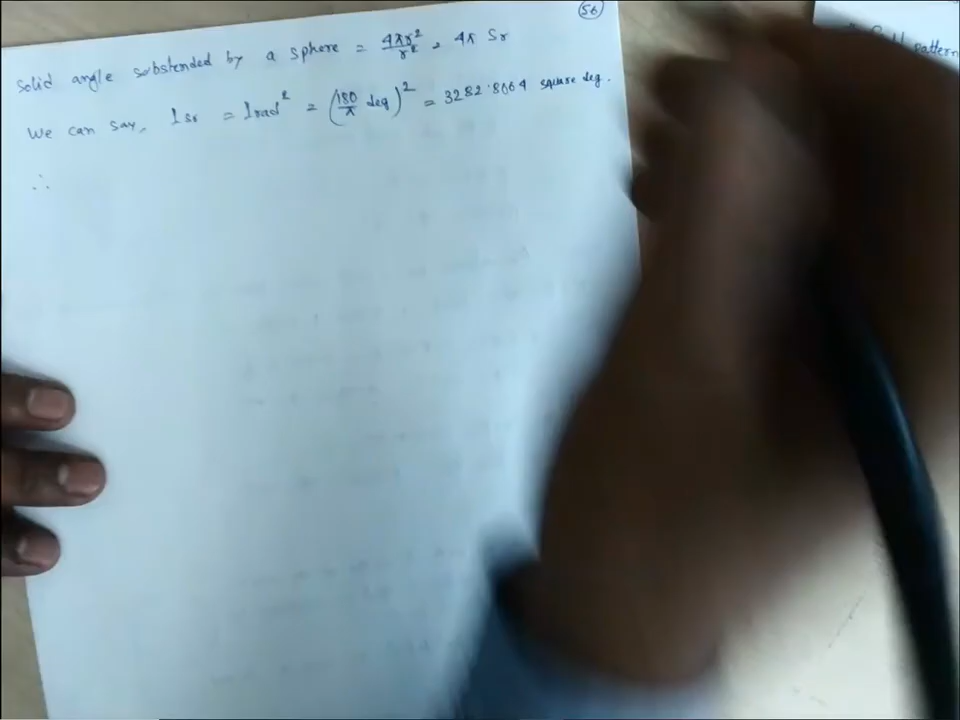 56
Solid angle subtended by a sphere = 4πr²/r² = 4π Sr
We can say, 1 sr = 1 rad² = (180/π deg)² = 3282.8064 square deg.
∴
pattern